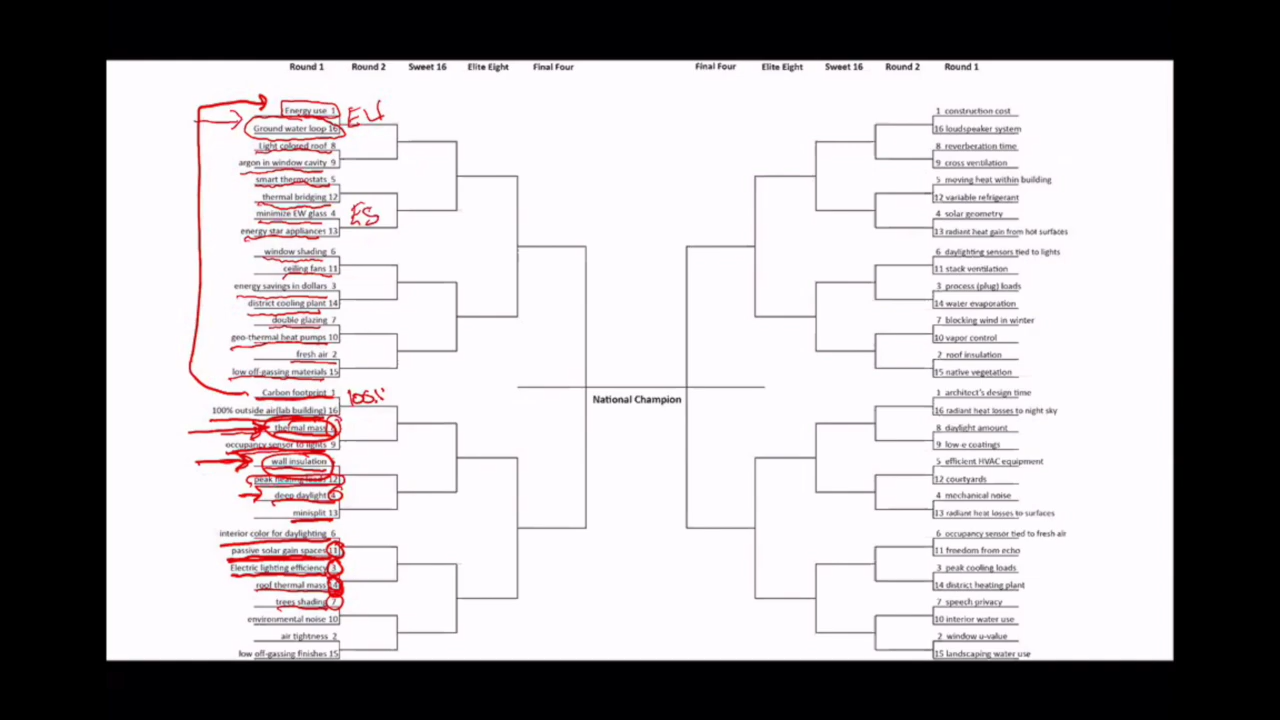 Round 1 Round 2 Sweet 16 Elite Eight Final Four Final Four Elite Eight Sweet 16 Round 2 Round 1
Energy use 1
EU
Ground water loop 16
Light colored roof 8
argon in window cavity 9
smart thermostats 5
thermal bridging 12
minimize EW glass 4
ES
energy star appliances 13
window shading 6
ceiling fans 11
energy savings in dollars 3
district cooling plant 14
double glazing 7
geo-thermal heat pumps 10
fresh air 2
low off-gassing materials 15
Carbon footprint 1
100%
100% outside air(lab building) 16
thermal mass 8
occupancy sensor to lights 9
wall insulation
peak heating loads 12
deep daylight 4
minisplit 13
interior color for daylighting 6
passive solar gain spaces 11
Electric lighting efficiency 3
roof thermal mass 14
trees shading 7
environmental noise 10
air tightness 2
low off-gassing finishes 15
National Champion
1 construction cost
16 loudspeaker system
8 reverberation time
9 cross ventilation
5 moving heat within building
12 variable refrigerant
4 solar geometry
13 radiant heat gain from hot surfaces
6 daylighting sensors tied to lights
11 stack ventilation
3 process (plug) loads
14 water evaporation
7 blocking wind in winter
10 vapor control
2 roof insulation
15 native vegetation
1 architect's design time
16 radiant heat losses to night sky
8 daylight amount
9 low-e coatings
5 efficient HVAC equipment
12 courtyards
4 mechanical noise
13 radiant heat losses to surfaces
6 occupancy sensor tied to fresh air
11 freedom from echo
3 peak cooling loads
14 district heating plant
7 speech privacy
10 interior water use
2 window u-value
15 landscaping water use